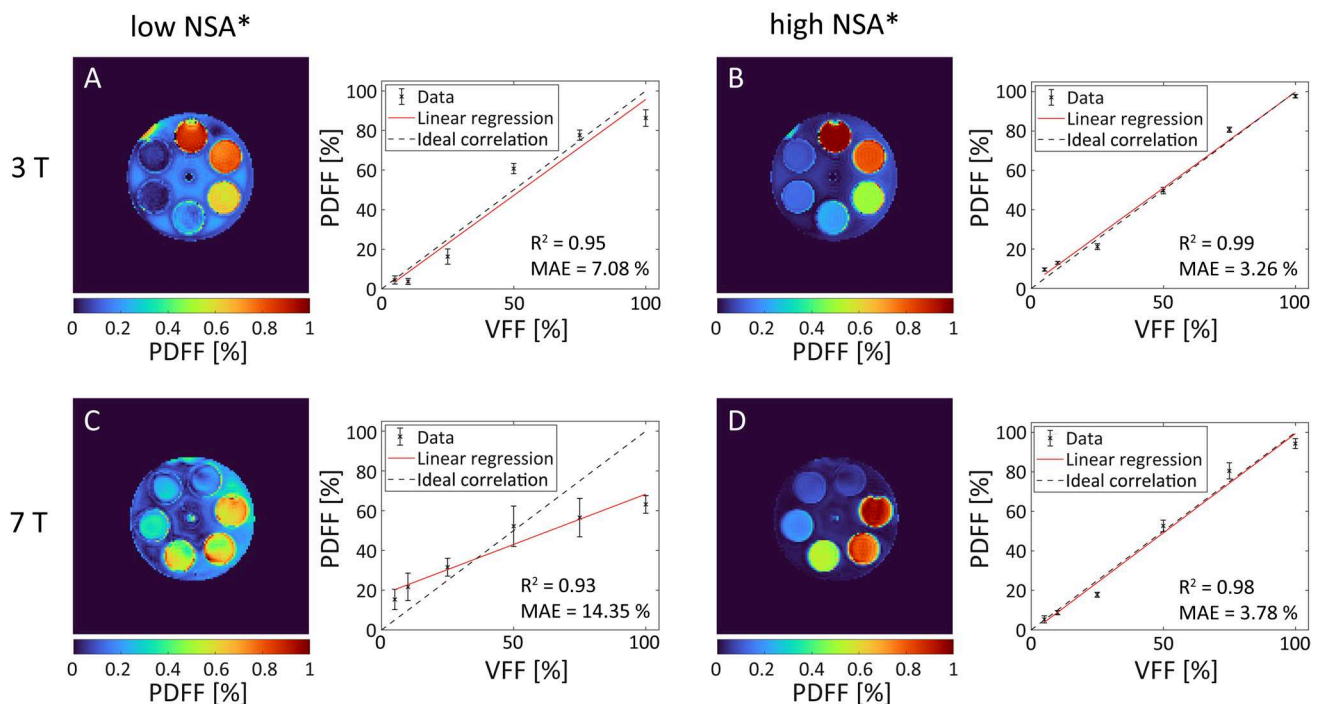 low NSA*
high NSA*
3 T
A
100
80
60
40
20
0
PDFF [%]
Data
Linear regression
Ideal correlation
R² = 0.95
MAE = 7.08 %
0 50 100
VFF [%]
0 0.2 0.4 0.6 0.8 1
PDFF [%]
B
100
80
60
40
20
0
PDFF [%]
Data
Linear regression
Ideal correlation
R² = 0.99
MAE = 3.26 %
0 50 100
VFF [%]
0 0.2 0.4 0.6 0.8 1
PDFF [%]
7 T
C
100
80
60
40
20
0
PDFF [%]
Data
Linear regression
Ideal correlation
R² = 0.93
MAE = 14.35 %
0 50 100
VFF [%]
0 0.2 0.4 0.6 0.8 1
PDFF [%]
D
100
80
60
40
20
0
PDFF [%]
Data
Linear regression
Ideal correlation
R² = 0.98
MAE = 3.78 %
0 50 100
VFF [%]
0 0.2 0.4 0.6 0.8 1
PDFF [%]